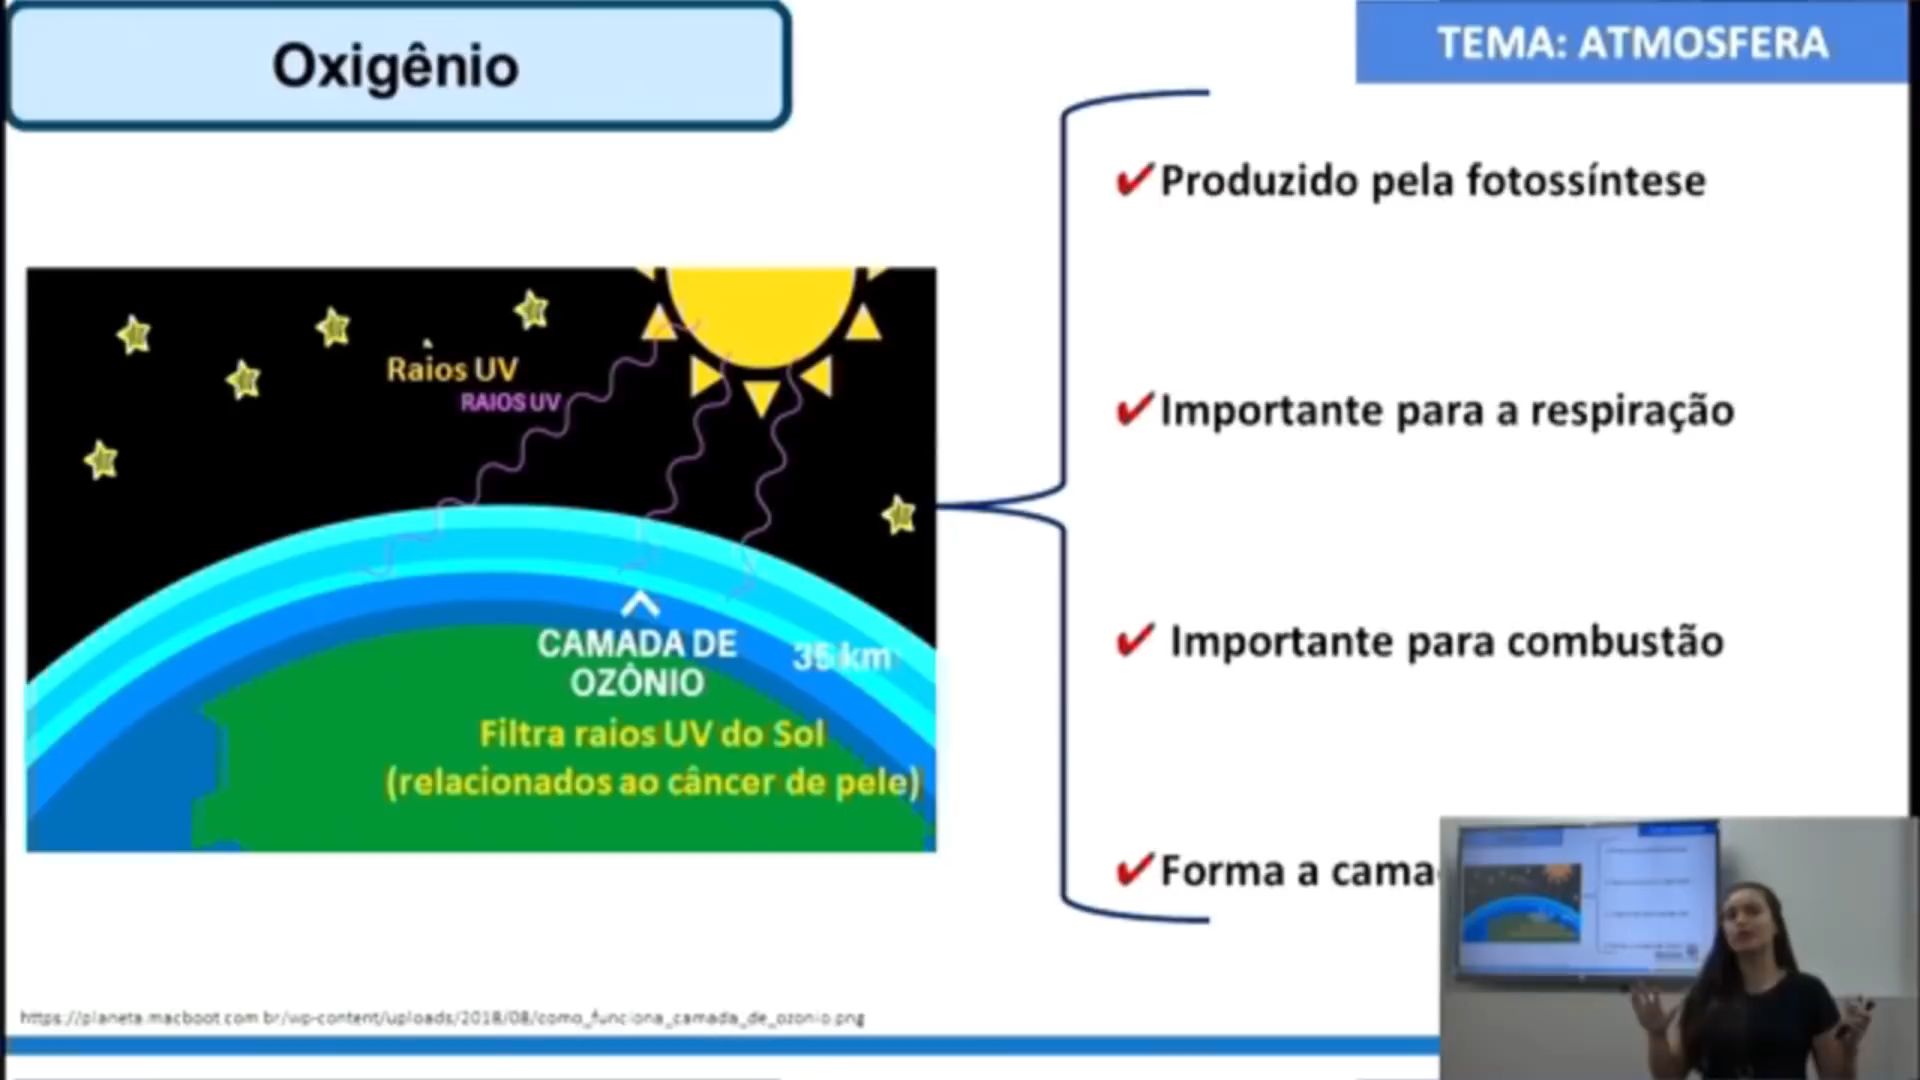 Oxigênio
TEMA: ATMOSFERA
✔Produzido pela fotossíntese
✔Importante para a respiração
✔ Importante para combustão
✔Forma a cama
Raios UV
RAIOS UV
CAMADA DE
OZÔNIO
35 km
Filtra raios UV do Sol
(relacionados ao câncer de pele)
https://planeta.macboot.com.br/wp-content/uploads/2018/08/como_funciona_camada_de_ozonio.png